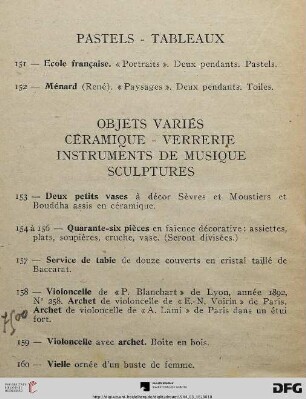 PASTELS - TABLEAUX
151 — Ecole française. « Portraits ». Deux pendants. Pastels.
152 — Ménard (René). « Paysages ». Deux pendants. Toiles.
OBJETS VARIÉS
CÉRAMIQUE - VERRERIE
INSTRUMENTS DE MUSIQUE
SCULPTURES
153 — Deux petits vases à décor Sèvres et Moustiers et
Bouddha assis en céramique.
154 à 156 — Quarante-six pièces en faïence décorative : assiettes,
plats, soupières, cruche, vase. (Seront divisées.)
157 — Service de table de douze couverts en cristal taillé de
Baccarat.
158 — Violoncelle de « P. Blanchart » de Lyon, année 1892,
N° 258. Archet de violoncelle de « F.-N. Voirin » de Paris.
Archet de violoncelle de « A. Lami » de Paris dans un étui
fort.
7500
159 — Violoncelle avec archet. Boîte en bois.
160 — Vielle ornée d'un buste de femme.
DFG